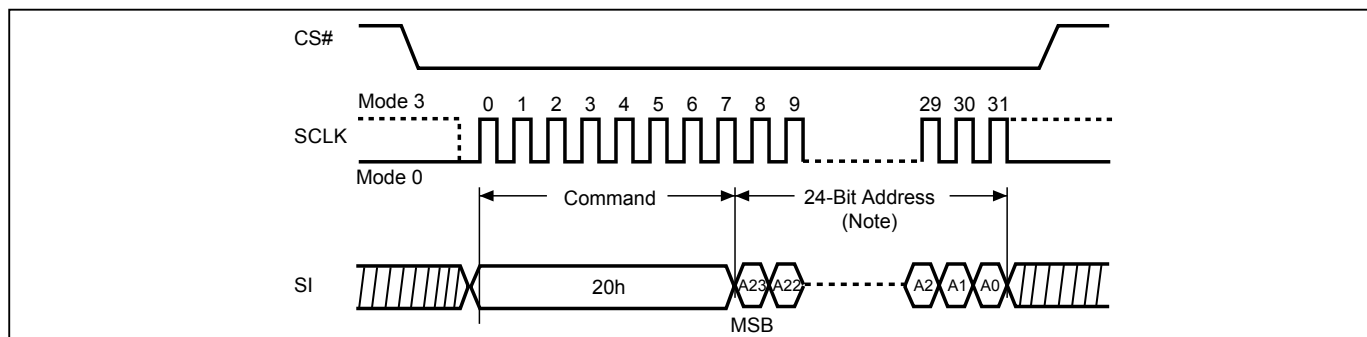 CS#
Mode 3
0 1 2 3 4 5 6 7 8 9 29 30 31
SCLK
Mode 0
Command
24-Bit Address
(Note)
SI
20h
A23 A22 A2 A1 A0
MSB